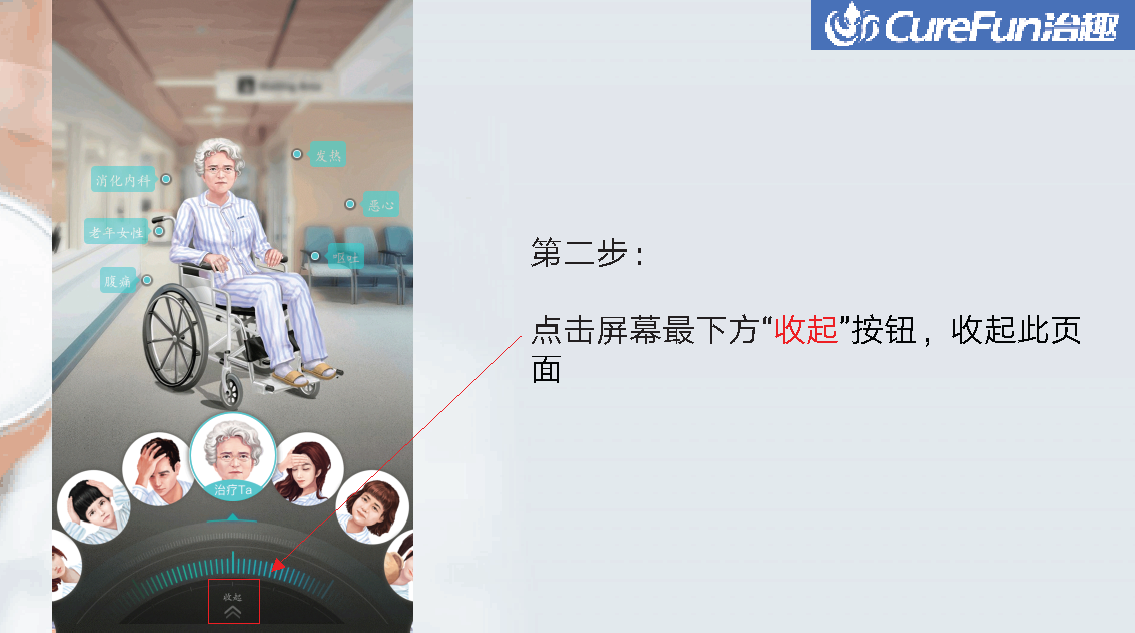 CureFun治趣
发热
消化内科
恶心
老年女性
呕吐
腹痛
治疗Ta
收起
第二步：
点击屏幕最下方“收起”按钮，收起此页
面